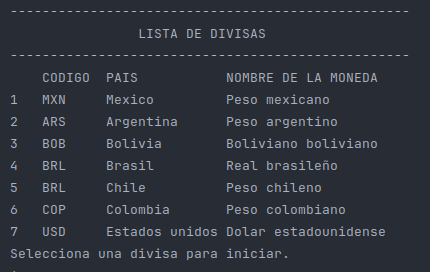 --------------------------------------------------
LISTA DE DIVISAS
--------------------------------------------------
CODIGO PAIS NOMBRE DE LA MONEDA
1 MXN Mexico Peso mexicano
2 ARS Argentina Peso argentino
3 BOB Bolivia Boliviano boliviano
4 BRL Brasil Real brasileño
5 BRL Chile Peso chileno
6 COP Colombia Peso colombiano
7 USD Estados unidos Dolar estadounidense
Selecciona una divisa para iniciar.